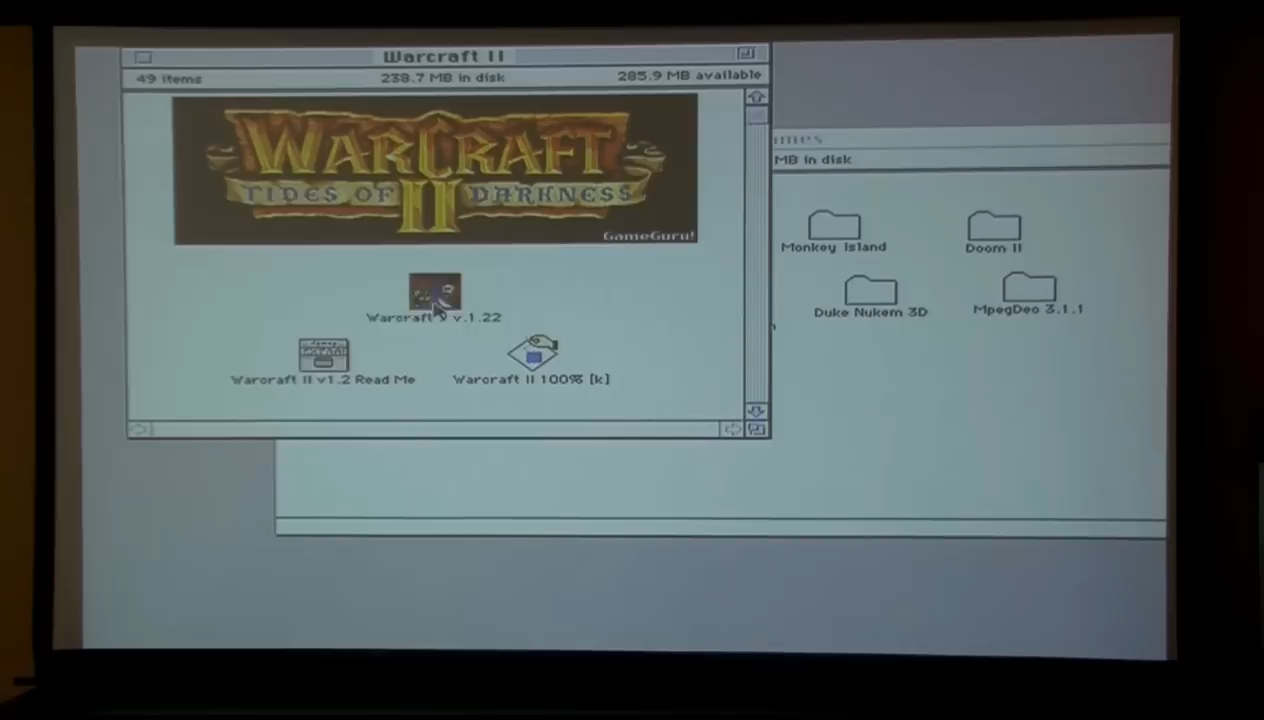 Warcraft II
49 items
238.7 MB in disk
285.9 MB available
WARCRAFT
TIDES OF II DARKNESS
GameGuru!
Warcraft v.1.22
Warcraft II v1.2 Read Me
Warcraft II 100% [k]
MB in disk
Monkey Island
Doom II
Duke Nukem 3D
MpegDeo 3.1.1